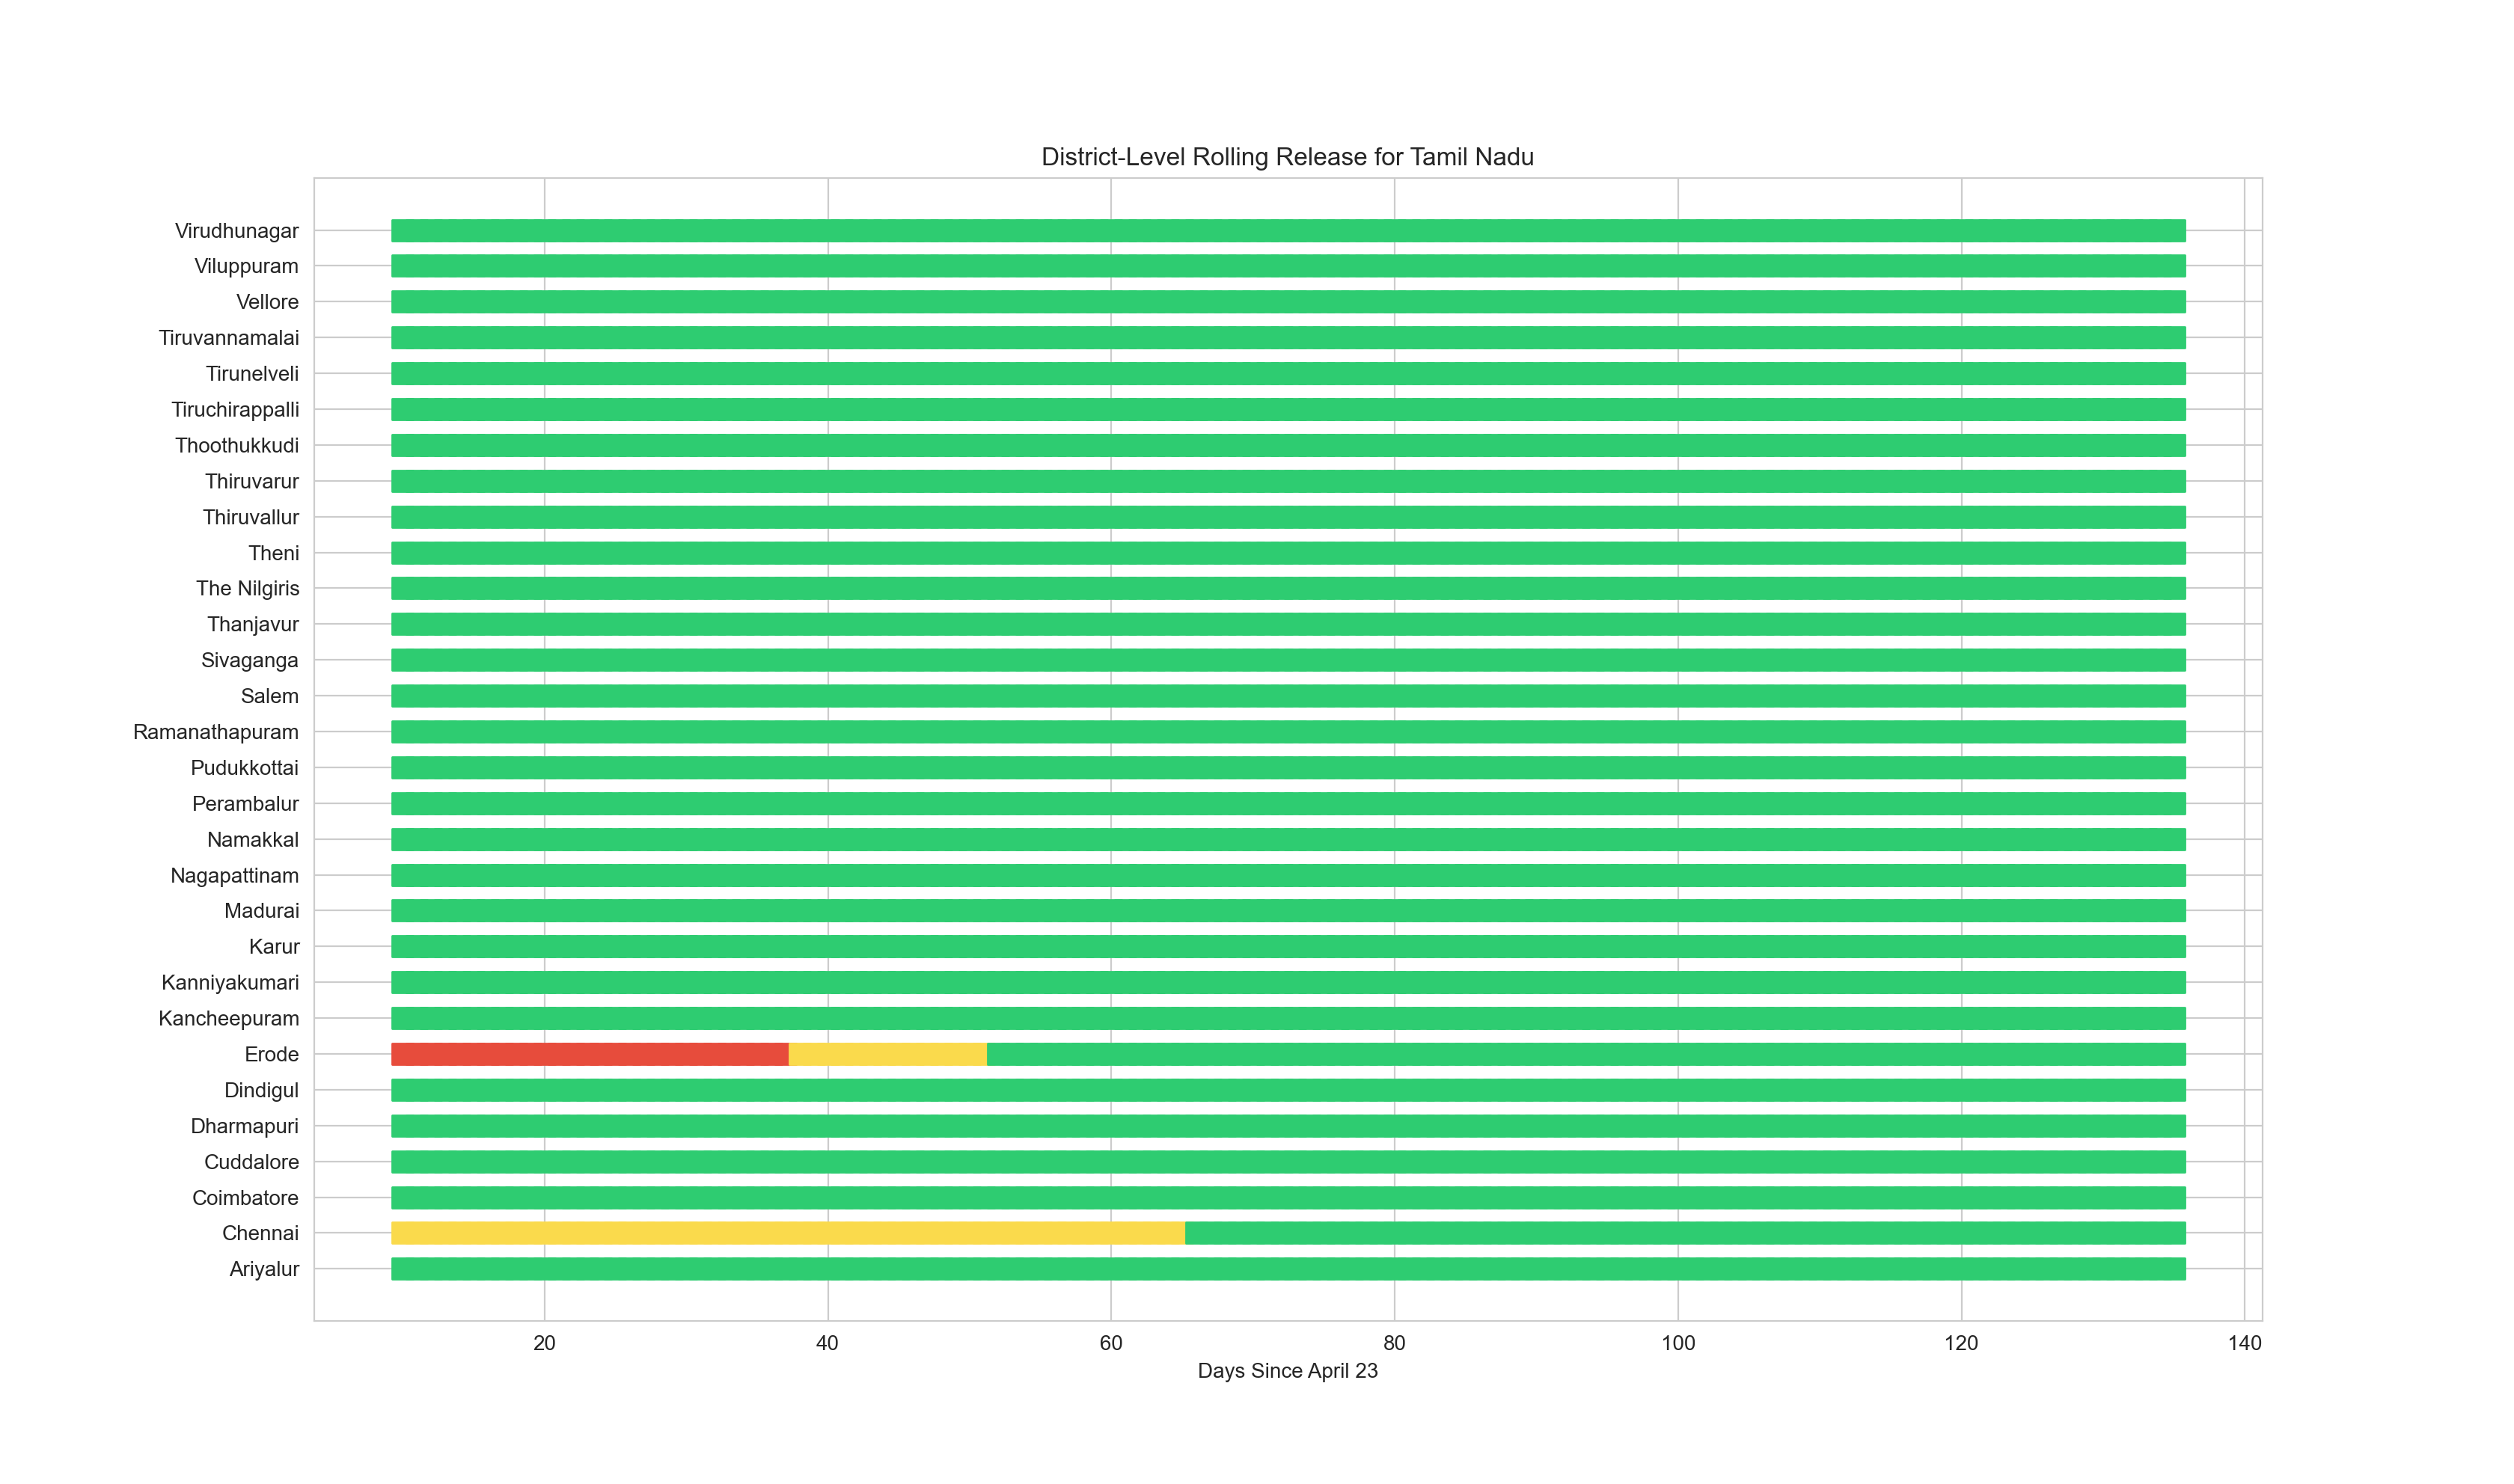 District-Level Rolling Release for Tamil Nadu
Virudhunagar
Viluppuram
Vellore
Tiruvannamalai
Tirunelveli
Tiruchirappalli
Thoothukkudi
Thiruvarur
Thiruvallur
Theni
The Nilgiris
Thanjavur
Sivaganga
Salem
Ramanathapuram
Pudukkottai
Perambalur
Namakkal
Nagapattinam
Madurai
Karur
Kanniyakumari
Kancheepuram
Erode
Dindigul
Dharmapuri
Cuddalore
Coimbatore
Chennai
Ariyalur
20 40 60 80 100 120 140
Days Since April 23